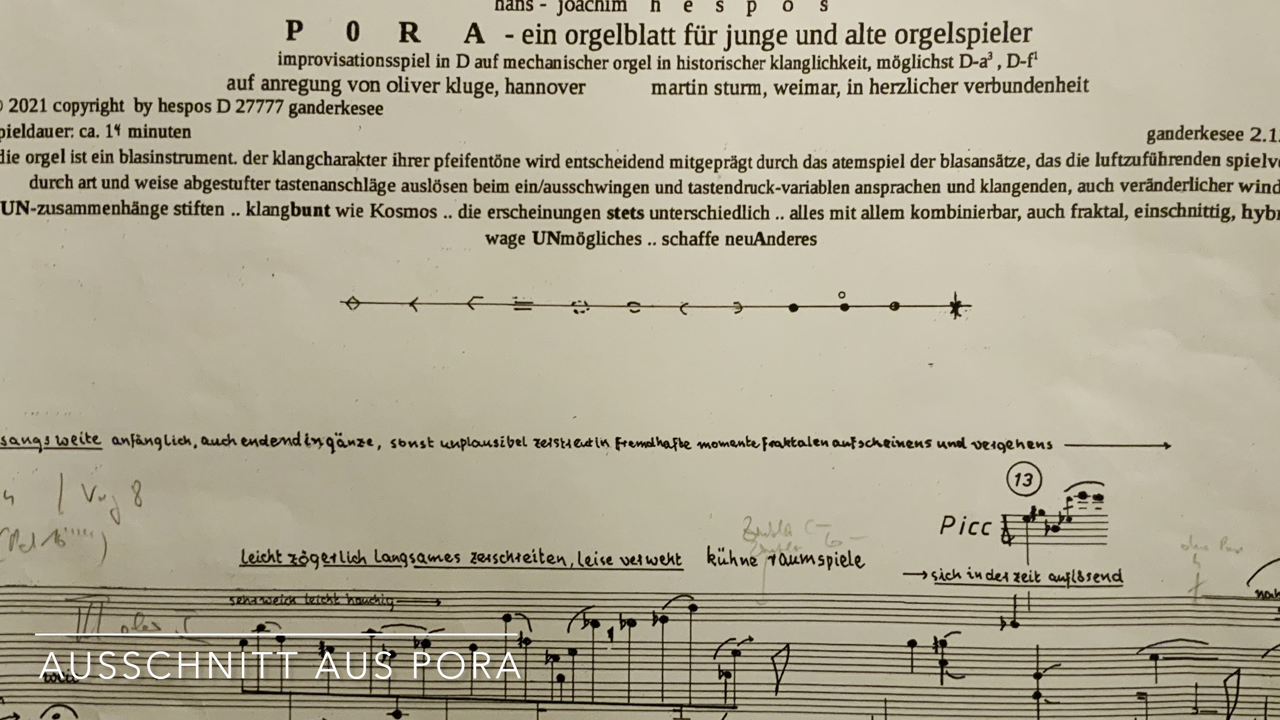 hans - joachim h e s p o s
P O R A - ein orgelblatt für junge und alte orgelspieler
improvisationsspiel in D auf mechanischer orgel in historischer klanglichkeit, möglichst D-a³ , D-f¹
auf anregung von oliver kluge, hannover martin sturm, weimar, in herzlicher verbundenheit
2021 copyright by hespos D 27777 ganderkesee
pieldauer: ca. 1⁴ minuten ganderkesee 2.1.
die orgel ist ein blasinstrument. der klangcharakter ihrer pfeifentöne wird entscheidend mitgeprägt durch das atemspiel der blasansätze, das die luftzuführenden spielv
durch art und weise abgestufter tastenanschläge auslösen beim ein/ausschwingen und tastendruck-variablen ansprachen und klangenden, auch veränderlicher wind
UN-zusammenhänge stiften .. klangbunt wie Kosmos .. die erscheinungen stets unterschiedlich .. alles mit allem kombinierbar, auch fraktal, einschnittig, hybr
wage UNmögliches .. schaffe neuAnderes
sangsweite anfänglich, auch endend in gänze, sonst unplausibel zerstreut in fremdhafte momente fraktalen aufscheinens und vergehens
13
Picc
leicht zögerlich langsames zerschreiten, leise verweht kühne raumspiele
sich in der zeit auflösend
sehr weich leicht hauchig
AUSSCHNITT AUS PORA